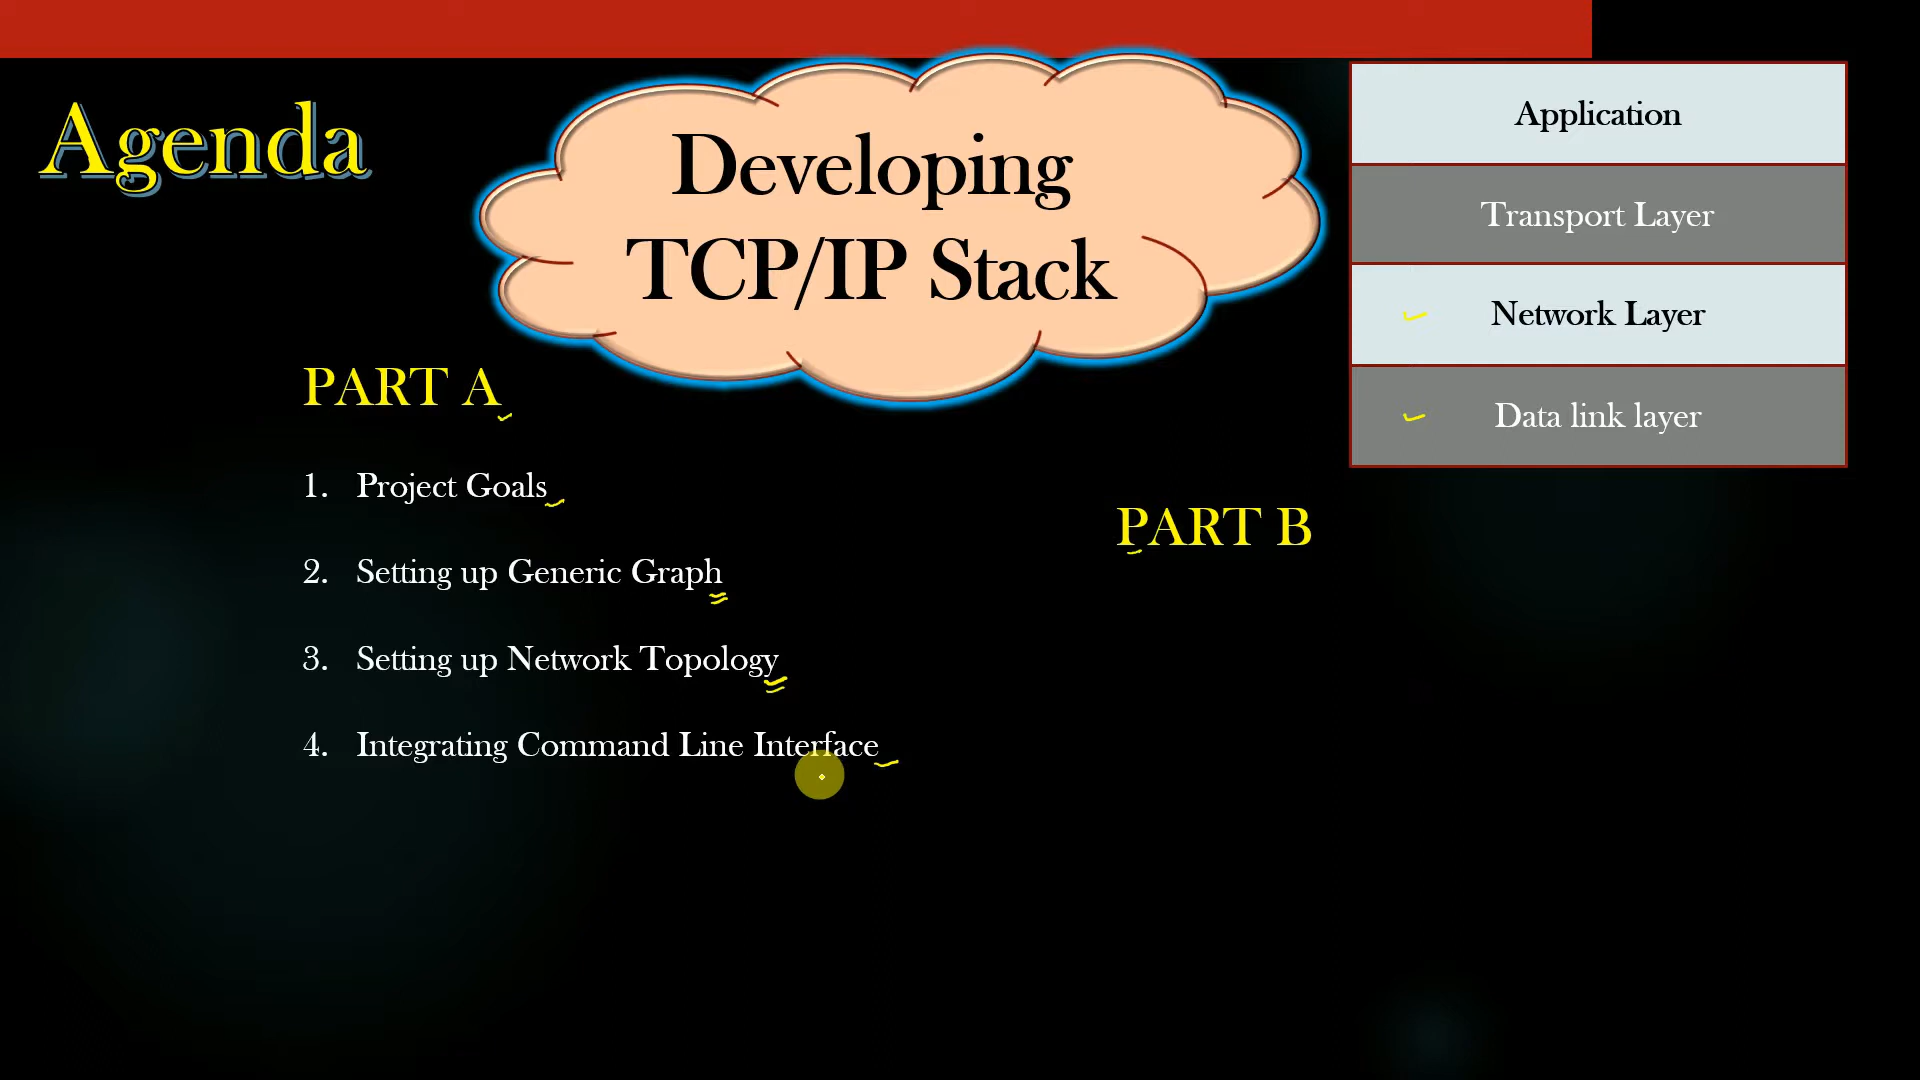 Agenda
Developing
TCP/IP Stack
Application
Transport Layer
Network Layer
Data link layer
PART A
1. Project Goals
2. Setting up Generic Graph
3. Setting up Network Topology
4. Integrating Command Line Interface
PART B